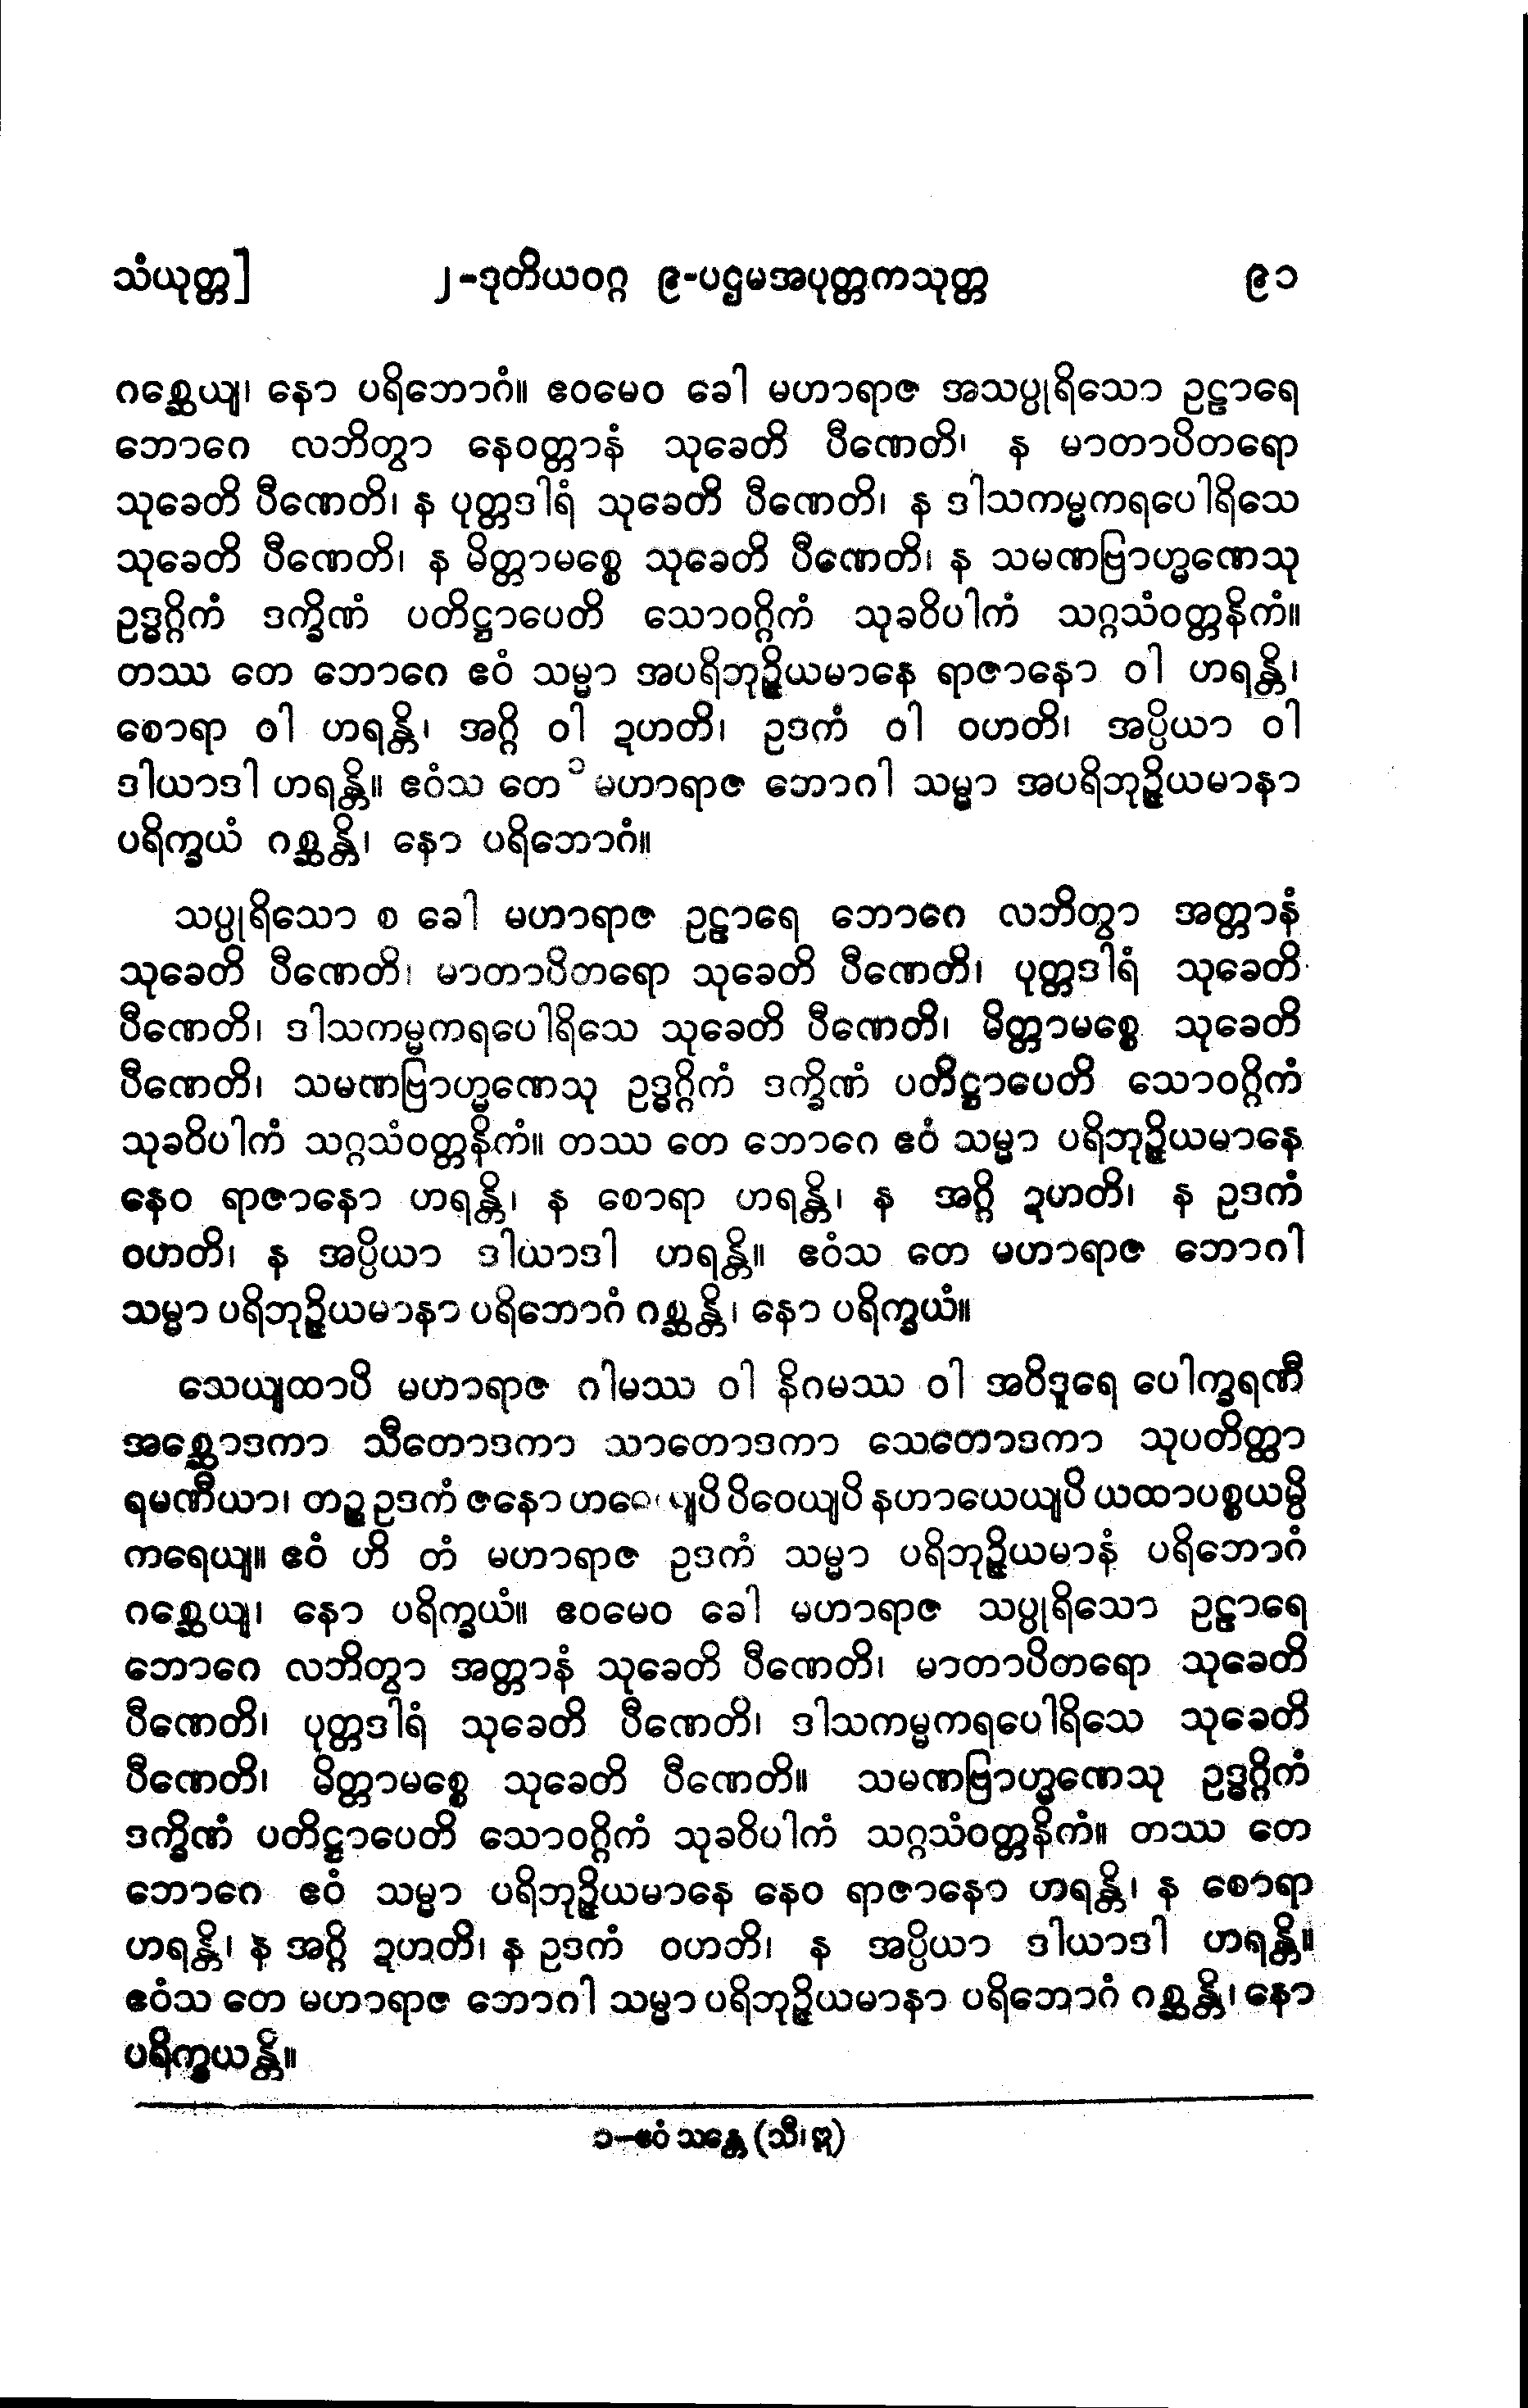 သံယုတ္တ] ၂-ဒုတိယဝဂ္ဂ ၉-ပဌမအပုတ္တကသုတ္တ ၉၁
ဂစ္ဆေယျ၊ နော ပရိဘောဂံ။ ဧဝမေဝ ခေါ မဟာရာဇ အသပ္ပုရိသော ဥဠာရေ
ဘောဂေ လဘိတွာ နေဝတ္တာနံ သုခေတိ ပီဏေတိ၊ န မာတာပိတရော
သုခေတိ ပီဏေတိ၊ န ပုတ္တဒါရံ သုခေတိ ပီဏေတိ၊ န ဒါသကမ္မကရပေါရိသေ
သုခေတိ ပီဏေတိ၊ န မိတ္တာမစ္စေ သုခေတိ ပီဏေတိ၊ န သမဏဗြာဟ္မဏေသု
ဥဒ္ဓဂ္ဂိကံ ဒက္ခိဏံ ပတိဋ္ဌာပေတိ သောဝဂ္ဂိကံ သုခဝိပါကံ သဂ္ဂသံဝတ္တနိကံ။
တဿ တေ ဘောဂေ ဧဝံ သမ္မာ အပရိဘုဉ္ဇိယမာနေ ရာဇာနော ဝါ ဟရန္တိ၊
စောရာ ဝါ ဟရန္တိ၊ အဂ္ဂိ ဝါ ဍဟတိ၊ ဥဒကံ ဝါ ဝဟတိ၊ အပ္ပိယာ ဝါ
ဒါယာဒါ ဟရန္တိ။ ဧဝံသ တေ ၁ မဟာရာဇ ဘောဂါ သမ္မာ အပရိဘုဉ္ဇိယမာနာ
ပရိက္ခယံ ဂစ္ဆန္တိ၊ နော ပရိဘောဂံ။
သပ္ပုရိသော စ ခေါ မဟာရာဇ ဥဠာရေ ဘောဂေ လဘိတွာ အတ္တာနံ
သုခေတိ ပီဏေတိ၊ မာတာပိတရော သုခေတိ ပီဏေတိ၊ ပုတ္တဒါရံ သုခေတိ
ပီဏေတိ၊ ဒါသကမ္မကရပေါရိသေ သုခေတိ ပီဏေတိ၊ မိတ္တာမစ္စေ သုခေတိ
ပီဏေတိ၊ သမဏဗြာဟ္မဏေသု ဥဒ္ဓဂ္ဂိကံ ဒက္ခိဏံ ပတိဋ္ဌာပေတိ သောဝဂ္ဂိကံ
သုခဝိပါကံ သဂ္ဂသံဝတ္တနိကံ။ တဿ တေ ဘောဂေ ဧဝံ သမ္မာ ပရိဘုဉ္ဇိယမာနေ
နေဝ ရာဇာနော ဟရန္တိ၊ န စောရာ ဟရန္တိ၊ န အဂ္ဂိ ဍဟတိ၊ န ဥဒကံ
ဝဟတိ၊ န အပ္ပိယာ ဒါယာဒါ ဟရန္တိ။ ဧဝံသ တေ မဟာရာဇ ဘောဂါ
သမ္မာ ပရိဘုဉ္ဇိယမာနာ ပရိဘောဂံ ဂစ္ဆန္တိ၊ နော ပရိက္ခယံ။
သေယျထာပိ မဟာရာဇ ဂါမဿ ဝါ နိဂမဿ ဝါ အဝိဒူရေ ပေါက္ခရဏီ
အစ္ဆောဒကာ သီတောဒကာ သာတောဒကာ သေတောဒကာ သုပတိတ္ထာ
ရမဏီယာ၊ တဉ္စ ဥဒကံ ဇနော ပိဝေယျပိ နဟာယေယျပိ ယထာပစ္စယမ္ပိ
ကရေယျ။ ဧဝံ ဟိ တံ မဟာရာဇ ဥဒကံ သမ္မာ ပရိဘုဉ္ဇိယမာနံ ပရိဘောဂံ
ဂစ္ဆေယျ၊ နော ပရိက္ခယံ။ ဧဝမေဝ ခေါ မဟာရာဇ သပ္ပုရိသော ဥဠာရေ
ဘောဂေ လဘိတွာ အတ္တာနံ သုခေတိ ပီဏေတိ၊ မာတာပိတရော သုခေတိ
ပီဏေတိ၊ ပုတ္တဒါရံ သုခေတိ ပီဏေတိ၊ ဒါသကမ္မကရပေါရိသေ သုခေတိ
ပီဏေတိ၊ မိတ္တာမစ္စေ သုခေတိ ပီဏေတိ။ သမဏဗြာဟ္မဏေသု ဥဒ္ဓဂ္ဂိကံ
ဒက္ခိဏံ ပတိဋ္ဌာပေတိ သောဝဂ္ဂိကံ သုခဝိပါကံ သဂ္ဂသံဝတ္တနိကံ။ တဿ တေ
ဘောဂေ ဧဝံ သမ္မာ ပရိဘုဉ္ဇိယမာနေ နေဝ ရာဇာနော ဟရန္တိ၊ န စောရာ
ဟရန္တိ၊ န အဂ္ဂိ ဍဟတိ၊ န ဥဒကံ ဝဟတိ၊ န အပ္ပိယာ ဒါယာဒါ ဟရန္တိ။
ဧဝံသ တေ မဟာရာဇ ဘောဂါ သမ္မာ ပရိဘုဉ္ဇိယမာနာ ပရိဘောဂံ ဂစ္ဆန္တိ၊ နော
ပရိက္ခယန္တိ။
၁-ဧဝံ သန္တေ (သီ၊ ဣ)